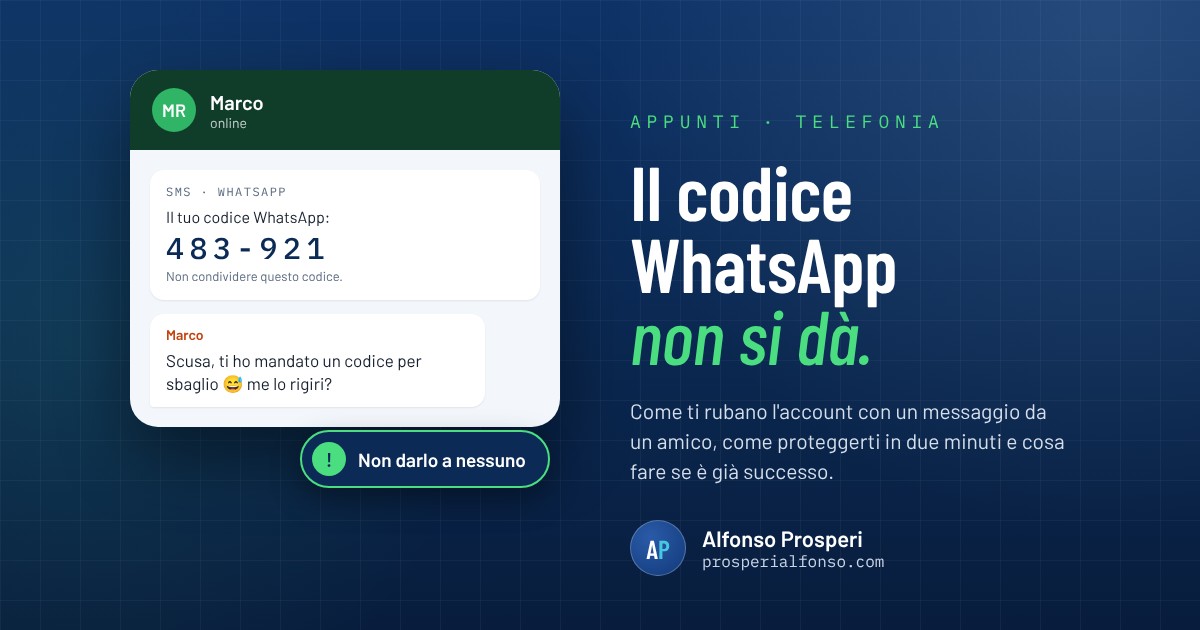 MR
Marco
online
SMS · WHATSAPP
Il tuo codice WhatsApp:
483-921
Non condividere questo codice.
Marco
Scusa, ti ho mandato un codice per
sbaglio 😅 me lo rigiri?
! Non darlo a nessuno
APPUNTI · TELEFONIA
Il codice
WhatsApp
non si dà.
Come ti rubano l'account con un messaggio da
un amico, come proteggerti in due minuti e cosa
fare se è già successo.
AP
Alfonso Prosperi
prosperialfonso.com